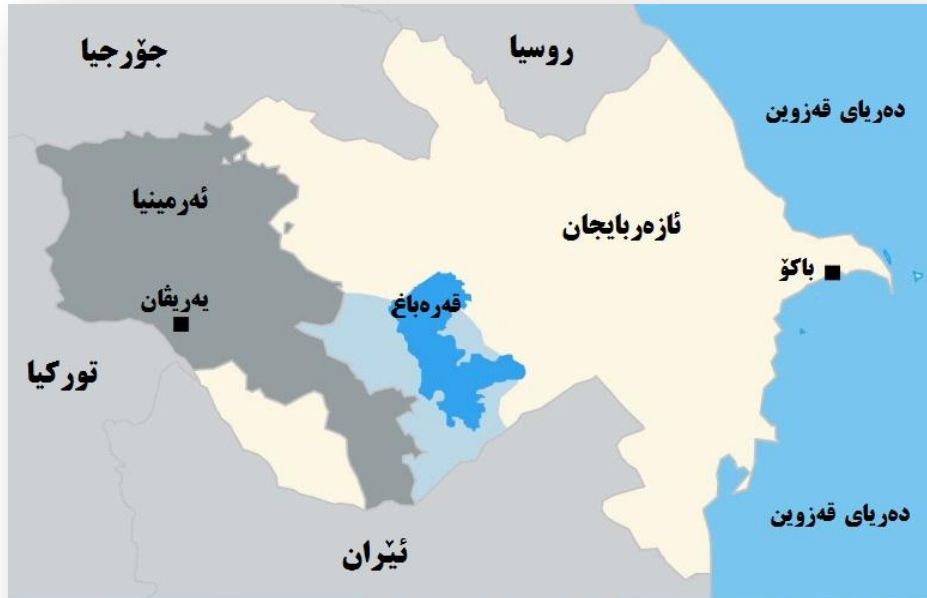 جۆرجیا
روسیا
دەریای قەزوین
ئەرمینیا
ئازەربایجان
باکۆ
قەرەباغ
یەریڤان
تورکیا
دەریای قەزوین
ئێران